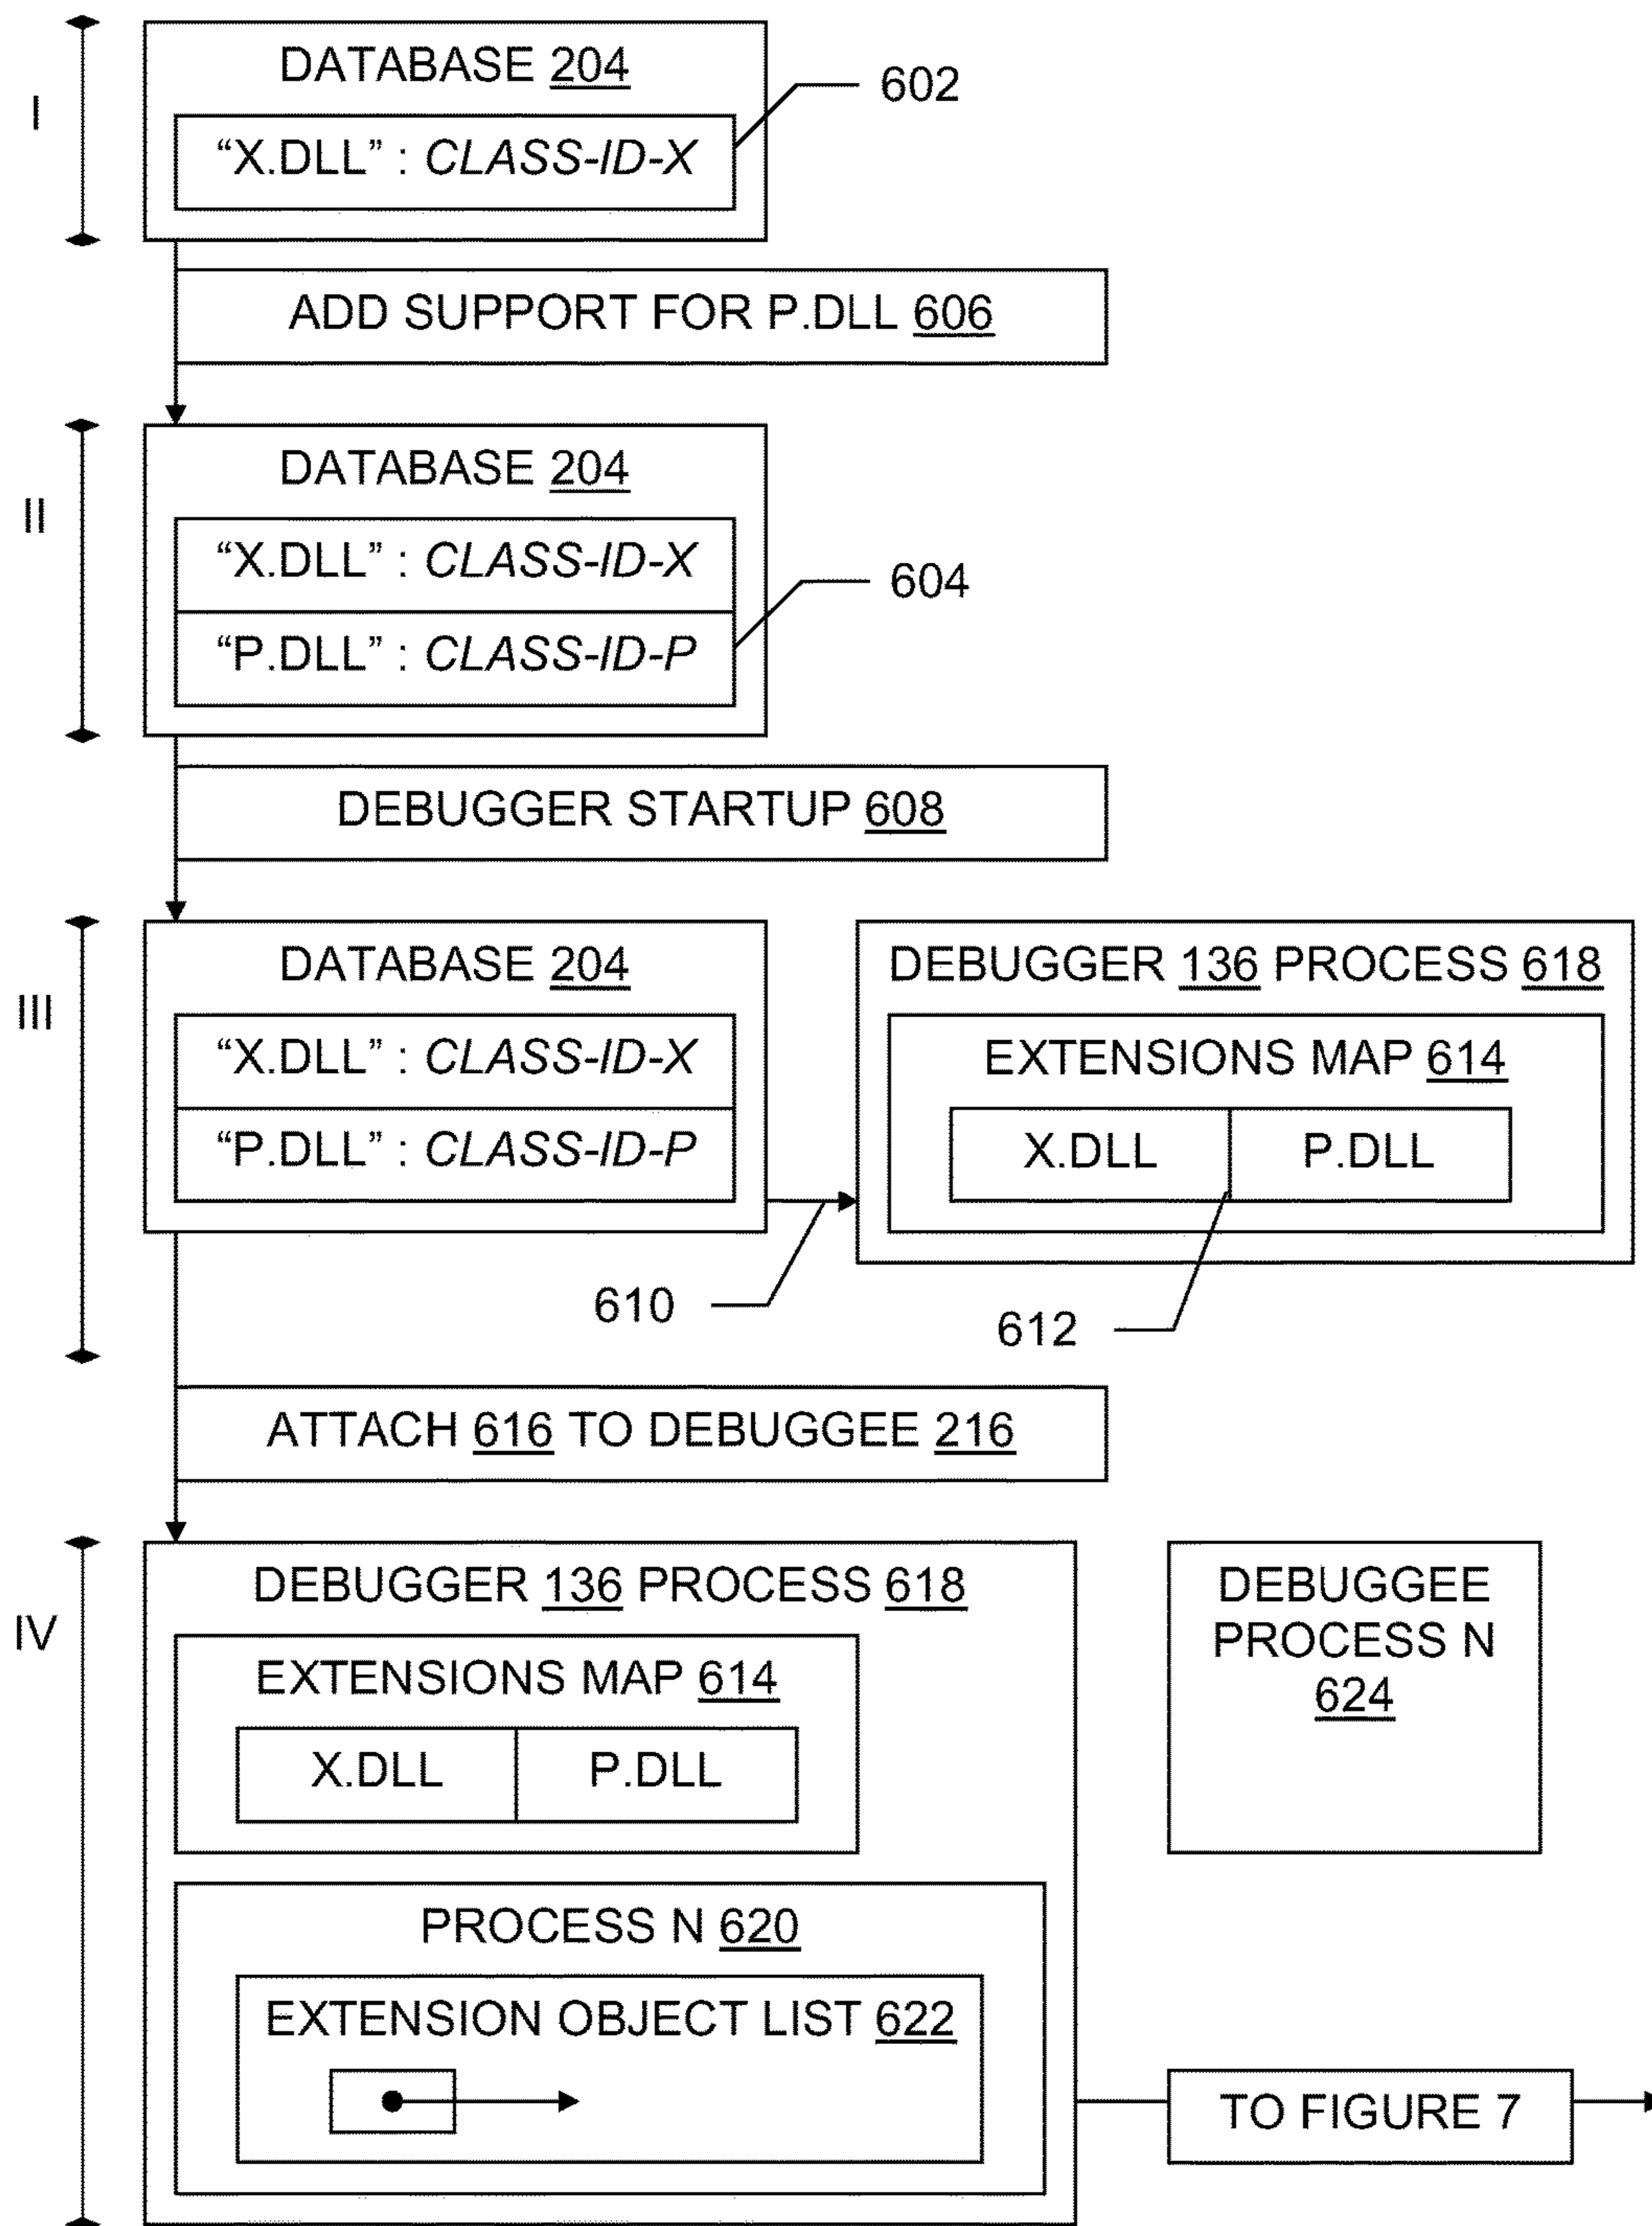 I
DATABASE 204
602
“X.DLL” : CLASS-ID-X
ADD SUPPORT FOR P.DLL 606
II
DATABASE 204
“X.DLL” : CLASS-ID-X
604
“P.DLL” : CLASS-ID-P
DEBUGGER STARTUP 608
III
DATABASE 204
“X.DLL” : CLASS-ID-X
“P.DLL” : CLASS-ID-P
DEBUGGER 136 PROCESS 618
EXTENSIONS MAP 614
X.DLL
P.DLL
610
612
ATTACH 616 TO DEBUGGEE 216
IV
DEBUGGER 136 PROCESS 618
EXTENSIONS MAP 614
X.DLL
P.DLL
DEBUGGEE
PROCESS N
624
PROCESS N 620
EXTENSION OBJECT LIST 622
TO FIGURE 7